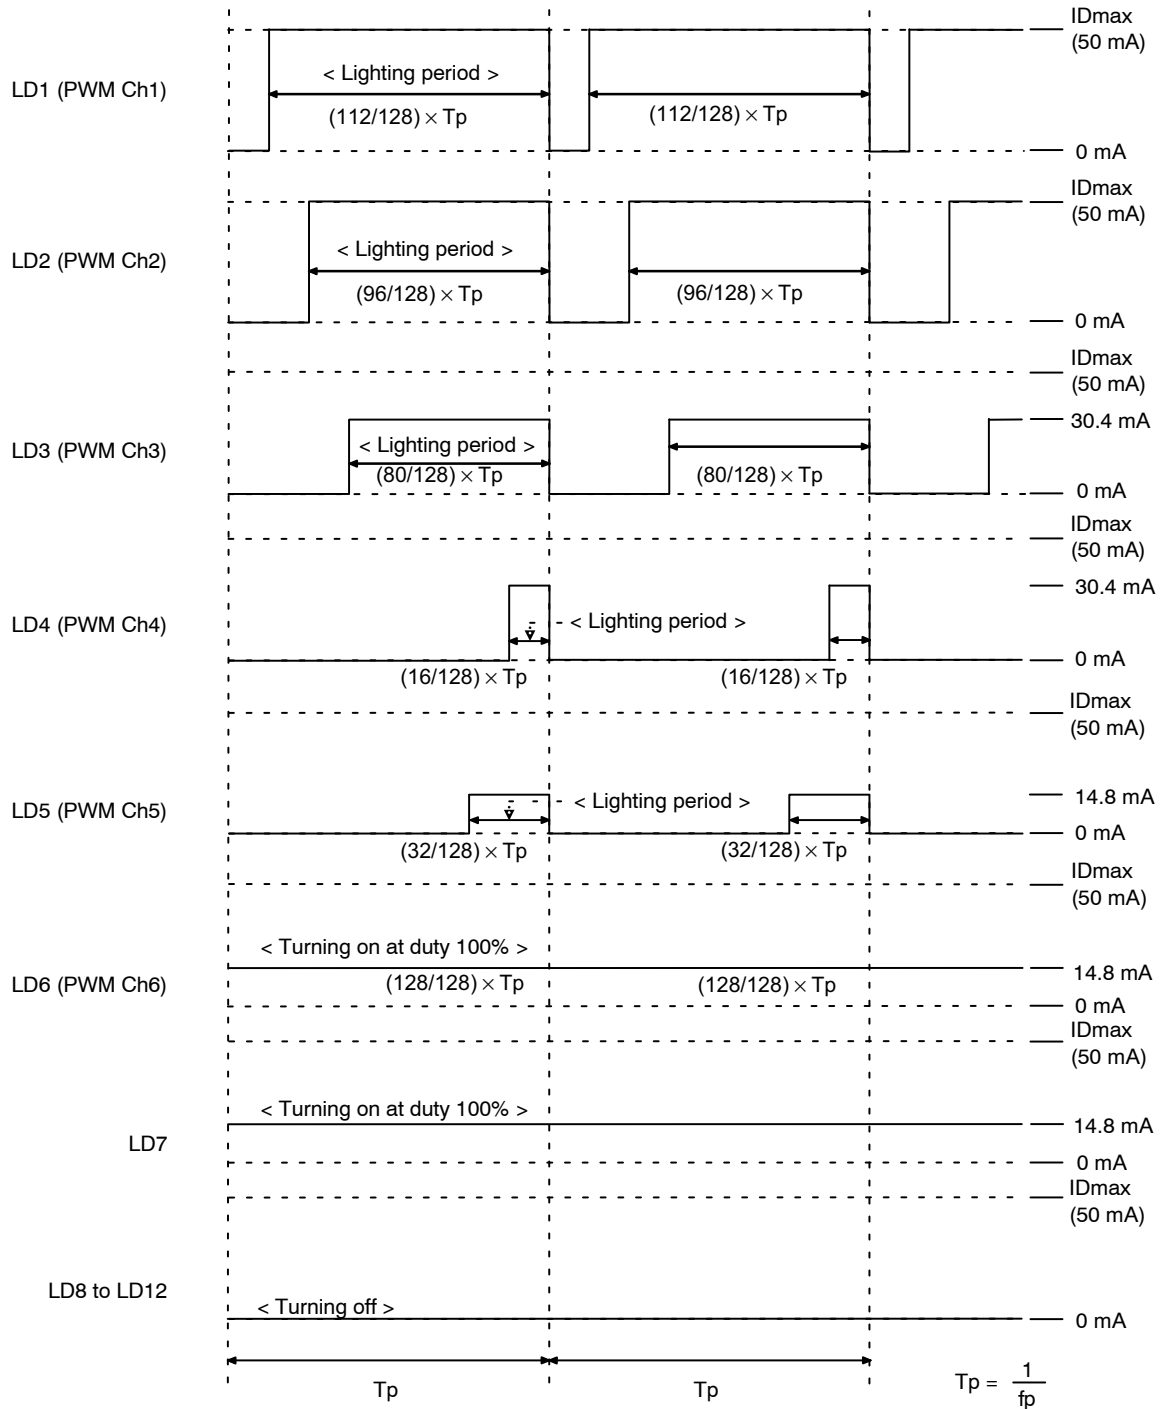 IDmax
(50 mA)
LD1 (PWM Ch1)
< Lighting period >
(112/128) × Tp
(112/128) × Tp
0 mA
IDmax
(50 mA)
LD2 (PWM Ch2)
< Lighting period >
(96/128) × Tp
(96/128) × Tp
0 mA
IDmax
(50 mA)
30.4 mA
LD3 (PWM Ch3)
< Lighting period >
(80/128) × Tp
(80/128) × Tp
0 mA
IDmax
(50 mA)
30.4 mA
LD4 (PWM Ch4)
< Lighting period >
0 mA
(16/128) × Tp
(16/128) × Tp
IDmax
(50 mA)
LD5 (PWM Ch5)
< Lighting period >
14.8 mA
0 mA
(32/128) × Tp
(32/128) × Tp
IDmax
(50 mA)
< Turning on at duty 100% >
LD6 (PWM Ch6)
(128/128) × Tp
(128/128) × Tp
14.8 mA
0 mA
IDmax
(50 mA)
< Turning on at duty 100% >
14.8 mA
LD7
0 mA
IDmax
(50 mA)
LD8 to LD12
< Turning off >
0 mA
Tp
Tp
Tp = 1
fp